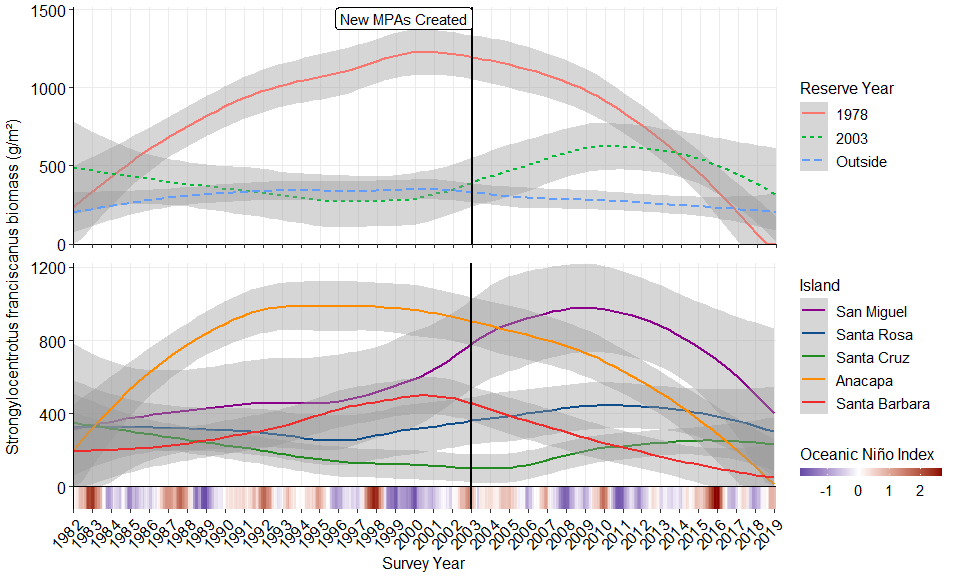 New MPAs Created
1500
1000
500
0
Strongylocentrotus franciscanus biomass (g/m²)
Reserve Year
1978
2003
Outside
1200
800
400
0
Island
San Miguel
Santa Rosa
Santa Cruz
Anacapa
Santa Barbara
Oceanic Niño Index
-1 0 1 2
1982 1983 1984 1985 1986 1987 1988 1989 1990 1991 1992 1993 1994 1995 1996 1997 1998 1999 2000 2001 2002 2003 2004 2005 2006 2007 2008 2009 2010 2011 2012 2013 2014 2015 2016 2017 2018 2019
Survey Year